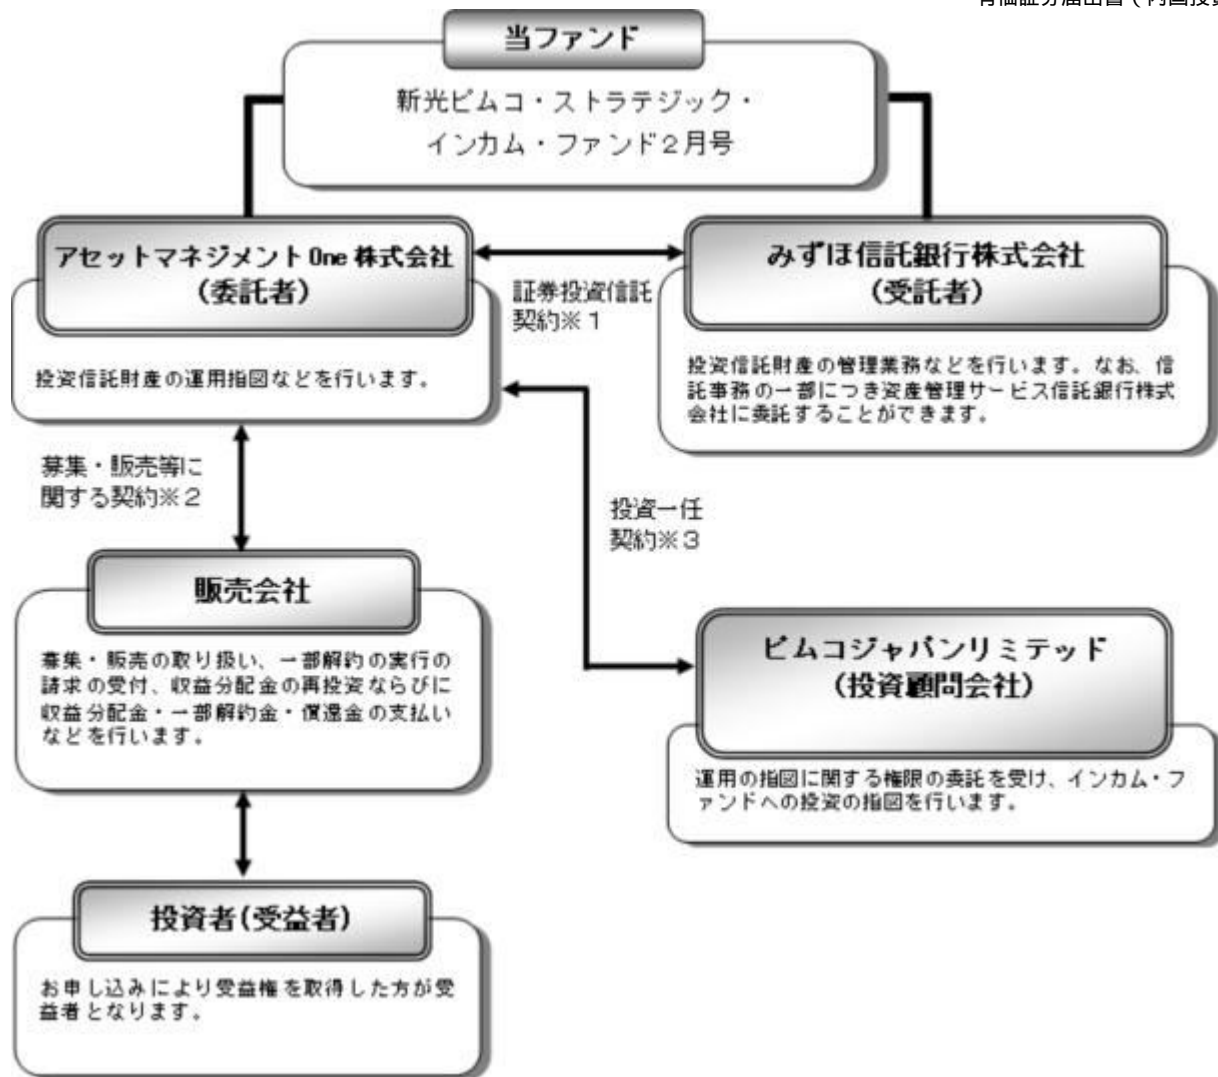 当ファンド
新光ピムコ・ストラテジック・
インカム・ファンド2月号
アセットマネジメントOne 株式会社
(委託者)
投資信託財産の運用指図などを行います。
証券投資信託
契約※1
みずほ信託銀行株式会社
(受託者)
投資信託財産の管理業務などを行います。なお、信
託事務の一部につき資産管理サービス信託銀行株式
会社に委託することができます。
募集・販売等に
関する契約※2
投資一任
契約※3
販売会社
募集・販売の取り扱い、一部解約の実行の
請求の受付、収益分配金の再投資ならびに
収益分配金・一部解約金・償還金の支払い
などを行います。
ピムコジャパンリミテッド
(投資顧問会社)
運用の指図に関する権限の委託を受け、インカム・フ
ァンドへの投資の指図を行います。
投資者(受益者)
お申し込みにより受益権を取得した方が受
益者となります。